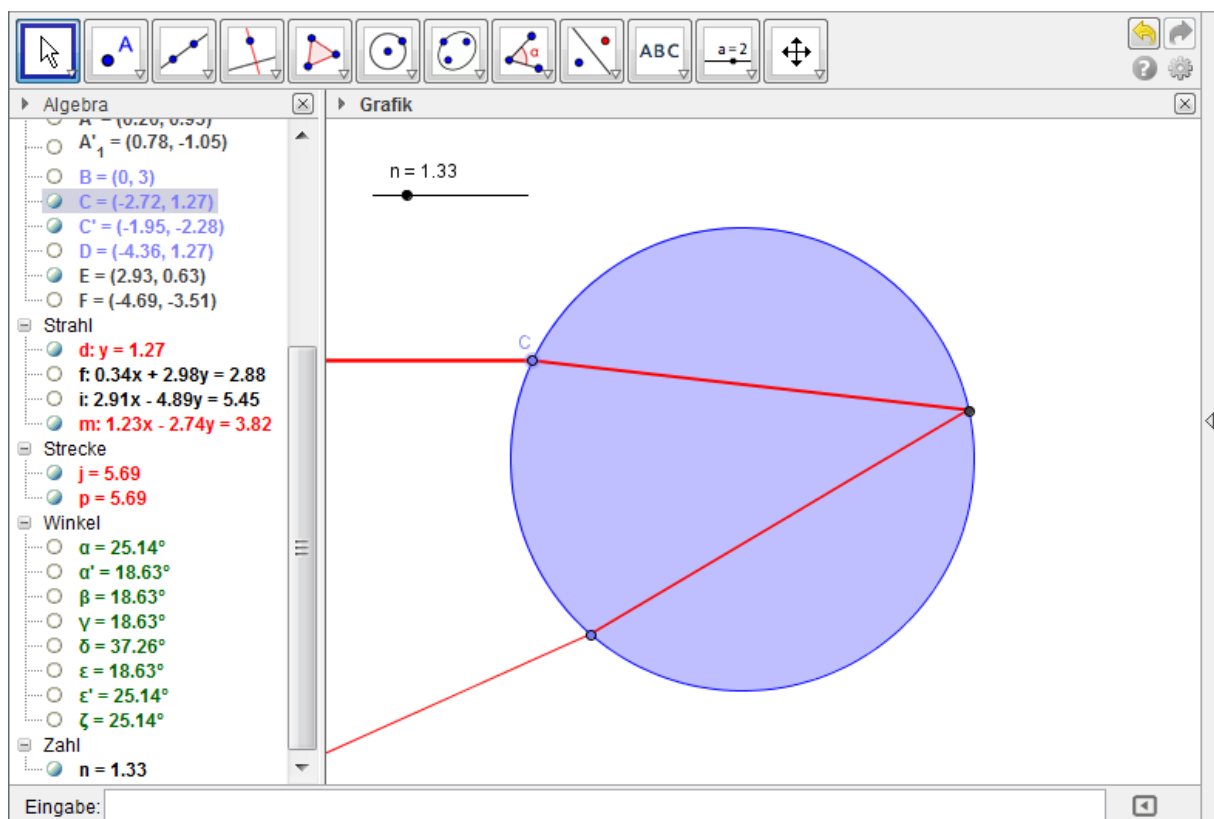 A
α
ABC
a=2
Algebra
Grafik
A'₁ = (0.78, -1.05)
B = (0, 3)
C = (-2.72, 1.27)
C' = (-1.95, -2.28)
D = (-4.36, 1.27)
E = (2.93, 0.63)
F = (-4.69, -3.51)
Strahl
d: y = 1.27
f: 0.34x + 2.98y = 2.88
i: 2.91x - 4.89y = 5.45
m: 1.23x - 2.74y = 3.82
Strecke
j = 5.69
p = 5.69
Winkel
α = 25.14°
α' = 18.63°
β = 18.63°
γ = 18.63°
δ = 37.26°
ε = 18.63°
ε' = 25.14°
ζ = 25.14°
Zahl
n = 1.33
n = 1.33
C
Eingabe: